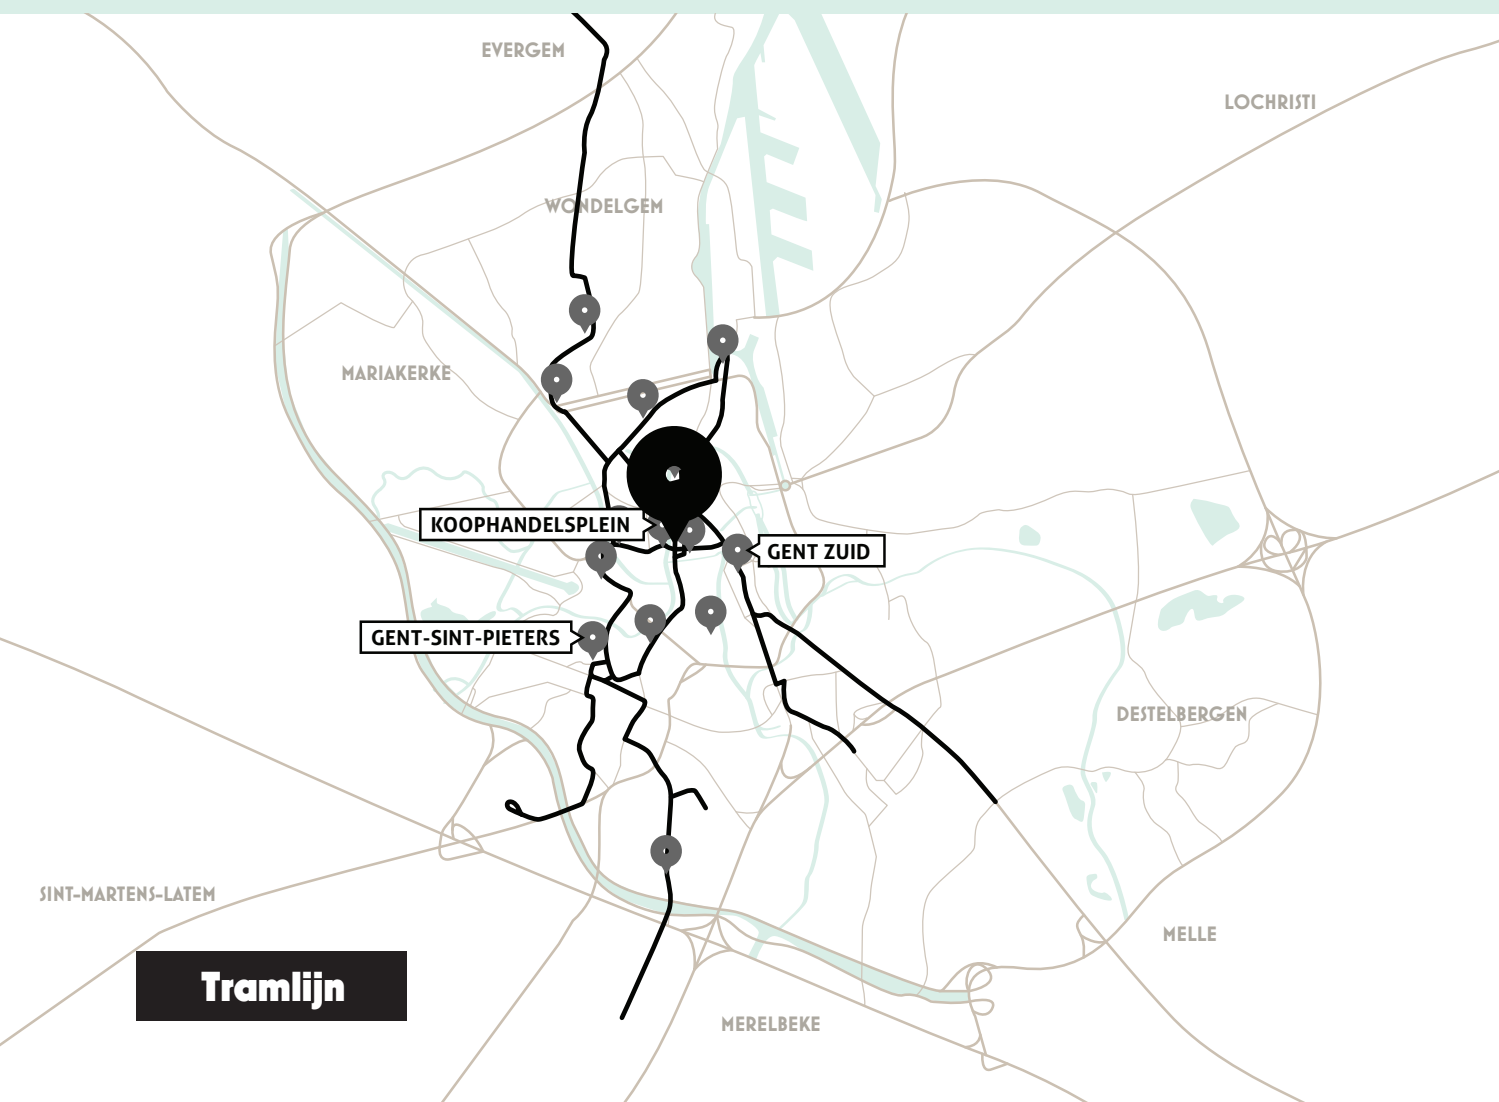 EVERGEM
LOCHRISTI
WONDELGEM
MARIAKERKE
KOOPHANDELSPLEIN
GENT ZUID
GENT-SINT-PIETERS
DESTELBERGEN
SINT-MARTENS-LATEM
MELLE
Tramlijn
MERELBEKE